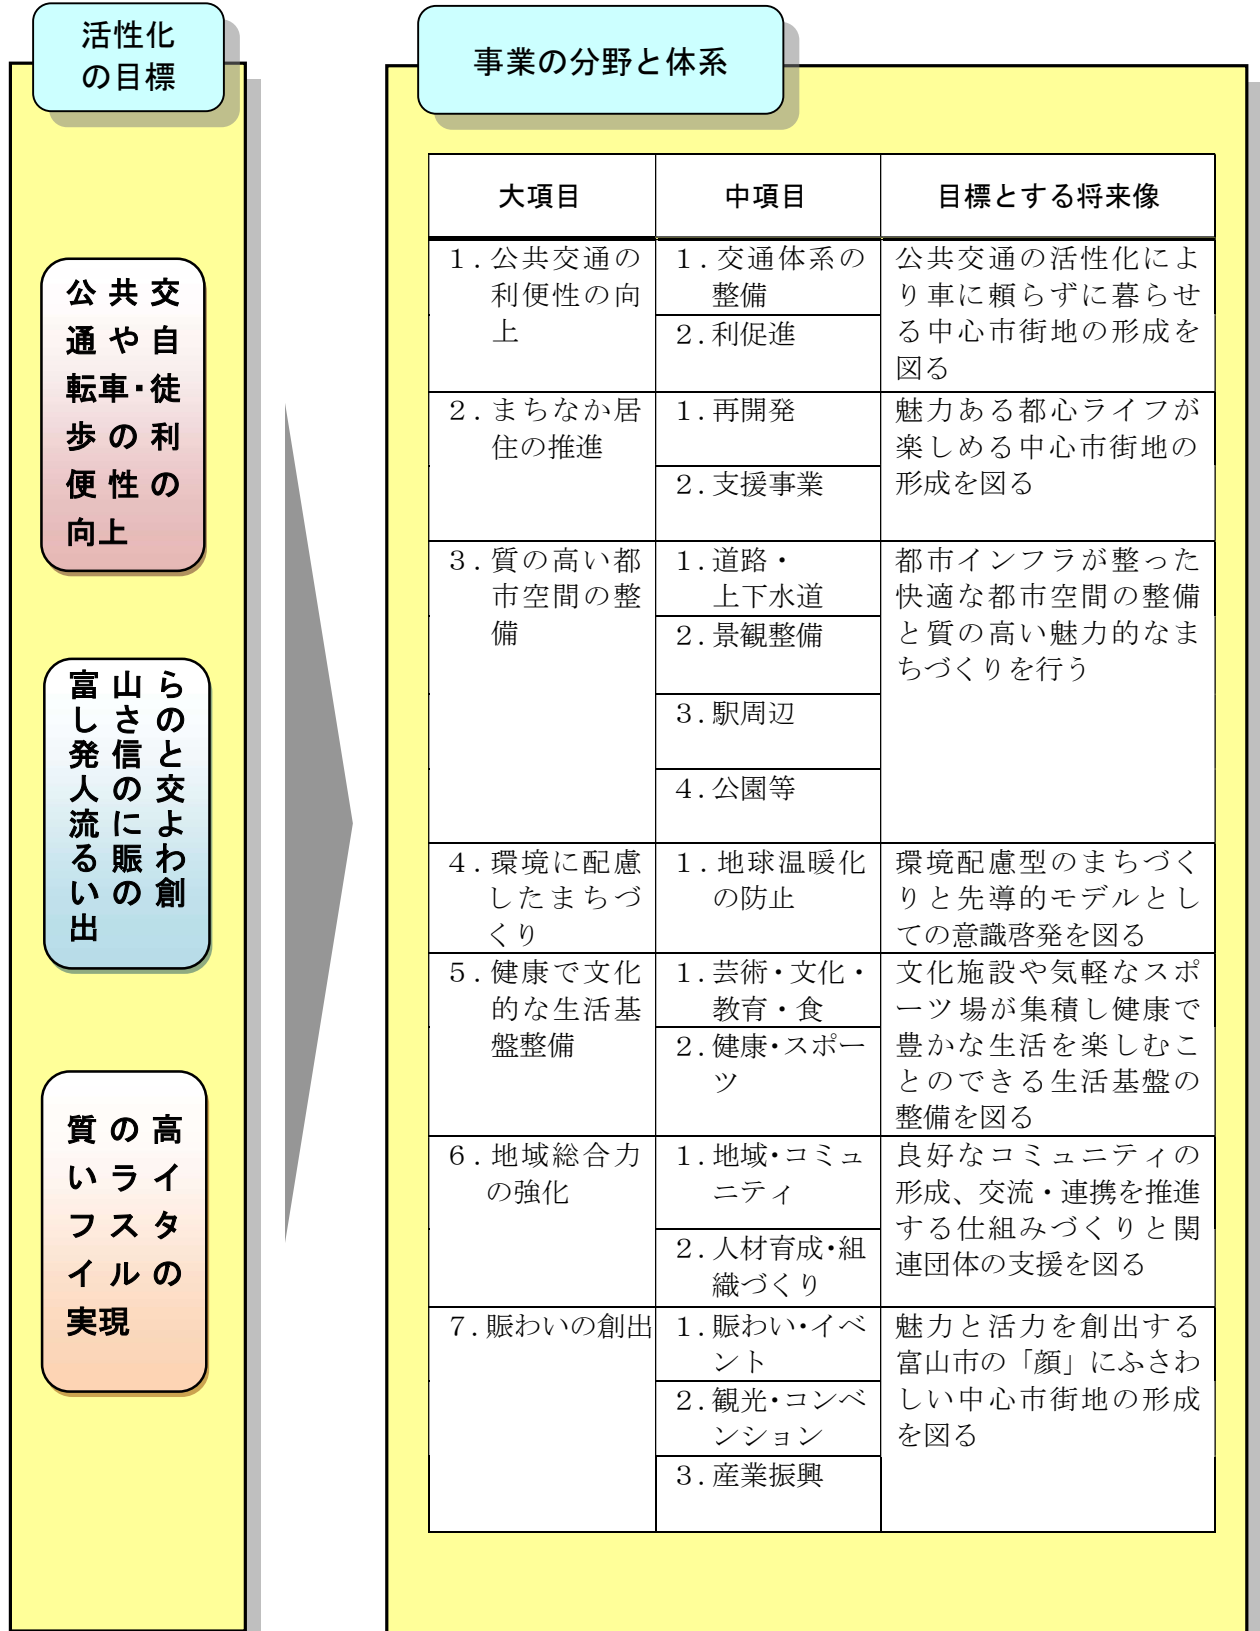 活性化
の目標
公共交
通や自
転車・徒
歩の利
便性の
向上
富山ら
しさの
発信と
人の交
流によ
る賑わ
いの創
出
質の高
いライ
フスタ
イルの
実現
事業の分野と体系
大項目
中項目
目標とする将来像
１.公共交通の
利便性の向
上
１.交通体系の
整備
２.利促進
公共交通の活性化によ
り車に頼らずに暮らせ
る中心市街地の形成を
図る
２.まちなか居
住の推進
１.再開発
２.支援事業
魅力ある都心ライフが
楽しめる中心市街地の
形成を図る
３.質の高い都
市空間の整
備
１.道路・
上下水道
２.景観整備
３.駅周辺
４.公園等
都市インフラが整った
快適な都市空間の整備
と質の高い魅力的なま
ちづくりを行う
４.環境に配慮
したまちづ
くり
１.地球温暖化
の防止
環境配慮型のまちづく
りと先導的モデルとし
ての意識啓発を図る
５.健康で文化
的な生活基
盤整備
１.芸術・文化・
教育・食
２.健康・スポー
ツ
文化施設や気軽なスポ
ーツ場が集積し健康で
豊かな生活を楽しむこ
とのできる生活基盤の
整備を図る
６.地域総合力
の強化
１.地域・コミュ
ニティ
２.人材育成・組
織づくり
良好なコミュニティの
形成、交流・連携を推進
する仕組みづくりと関
連団体の支援を図る
７.賑わいの創出
１.賑わい・イベ
ント
２.観光・コンベ
ンション
３.産業振興
魅力と活力を創出する
富山市の「顔」にふさわ
しい中心市街地の形成
を図る